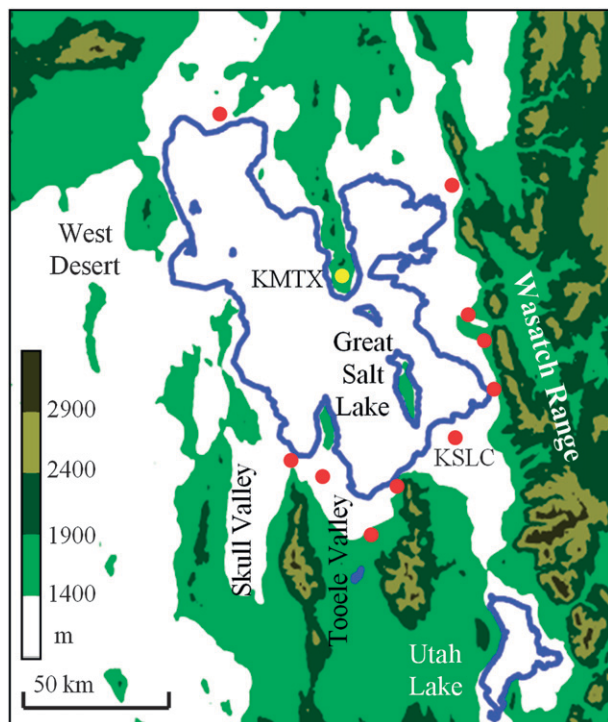 West
Desert
KMTX
Great
Salt
Lake
Wasatch Range
2900
2400
1900
1400
m
KSLC
Skull Valley
Tooele Valley
Utah
Lake
50 km